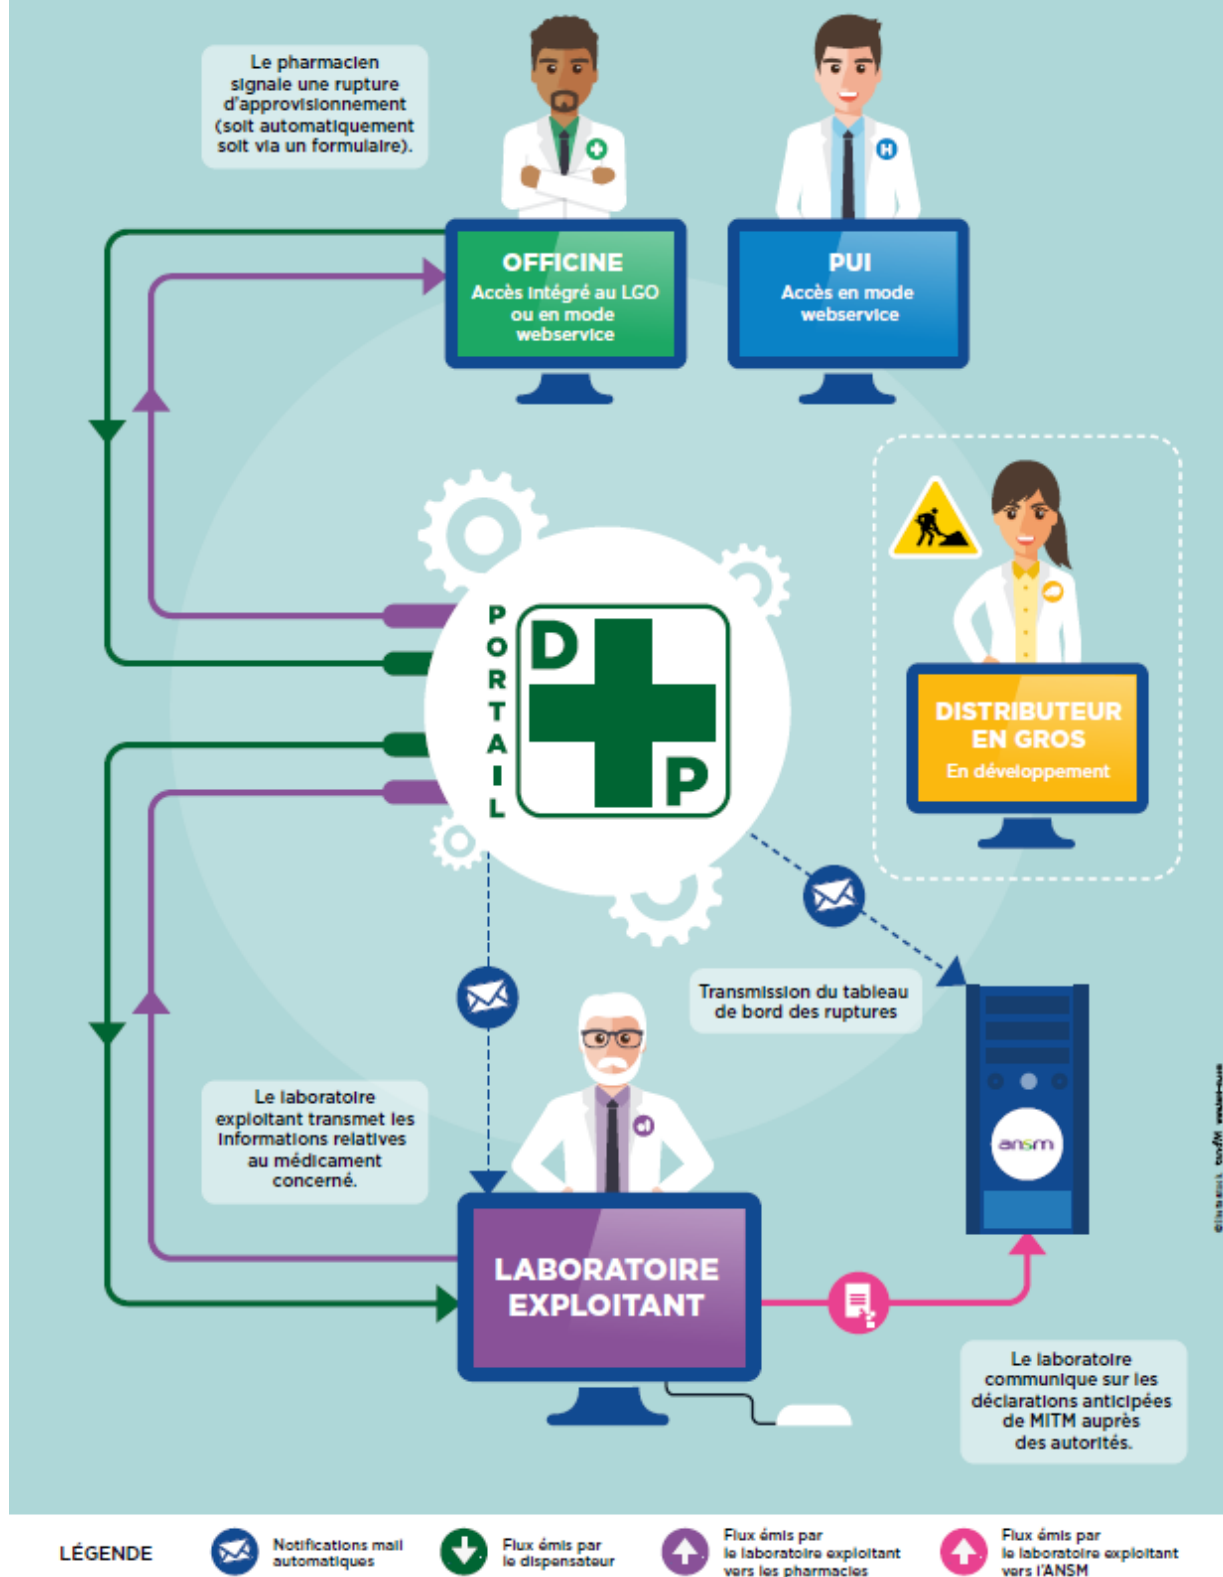 Le pharmacien
signale une rupture
d'approvisionnement
(soit automatiquement
soit via un formulaire).
OFFICINE
Accès intégré au LGO
ou en mode
webservice
PUI
Accès en mode
webservice
H
PORTAIL
D
P
DISTRIBUTEUR
EN GROS
En développement
Transmission du tableau
de bord des ruptures
Le laboratoire
exploitant transmet les
informations relatives
au médicament
concerné.
ansm
LABORATOIRE
EXPLOITANT
Le laboratoire
communique sur les
déclarations anticipées
de MITM auprès
des autorités.
LÉGENDE
Notifications mail
automatiques
Flux émis par
le dispensateur
Flux émis par
le laboratoire exploitant
vers les pharmacies
Flux émis par
le laboratoire exploitant
vers l'ANSM